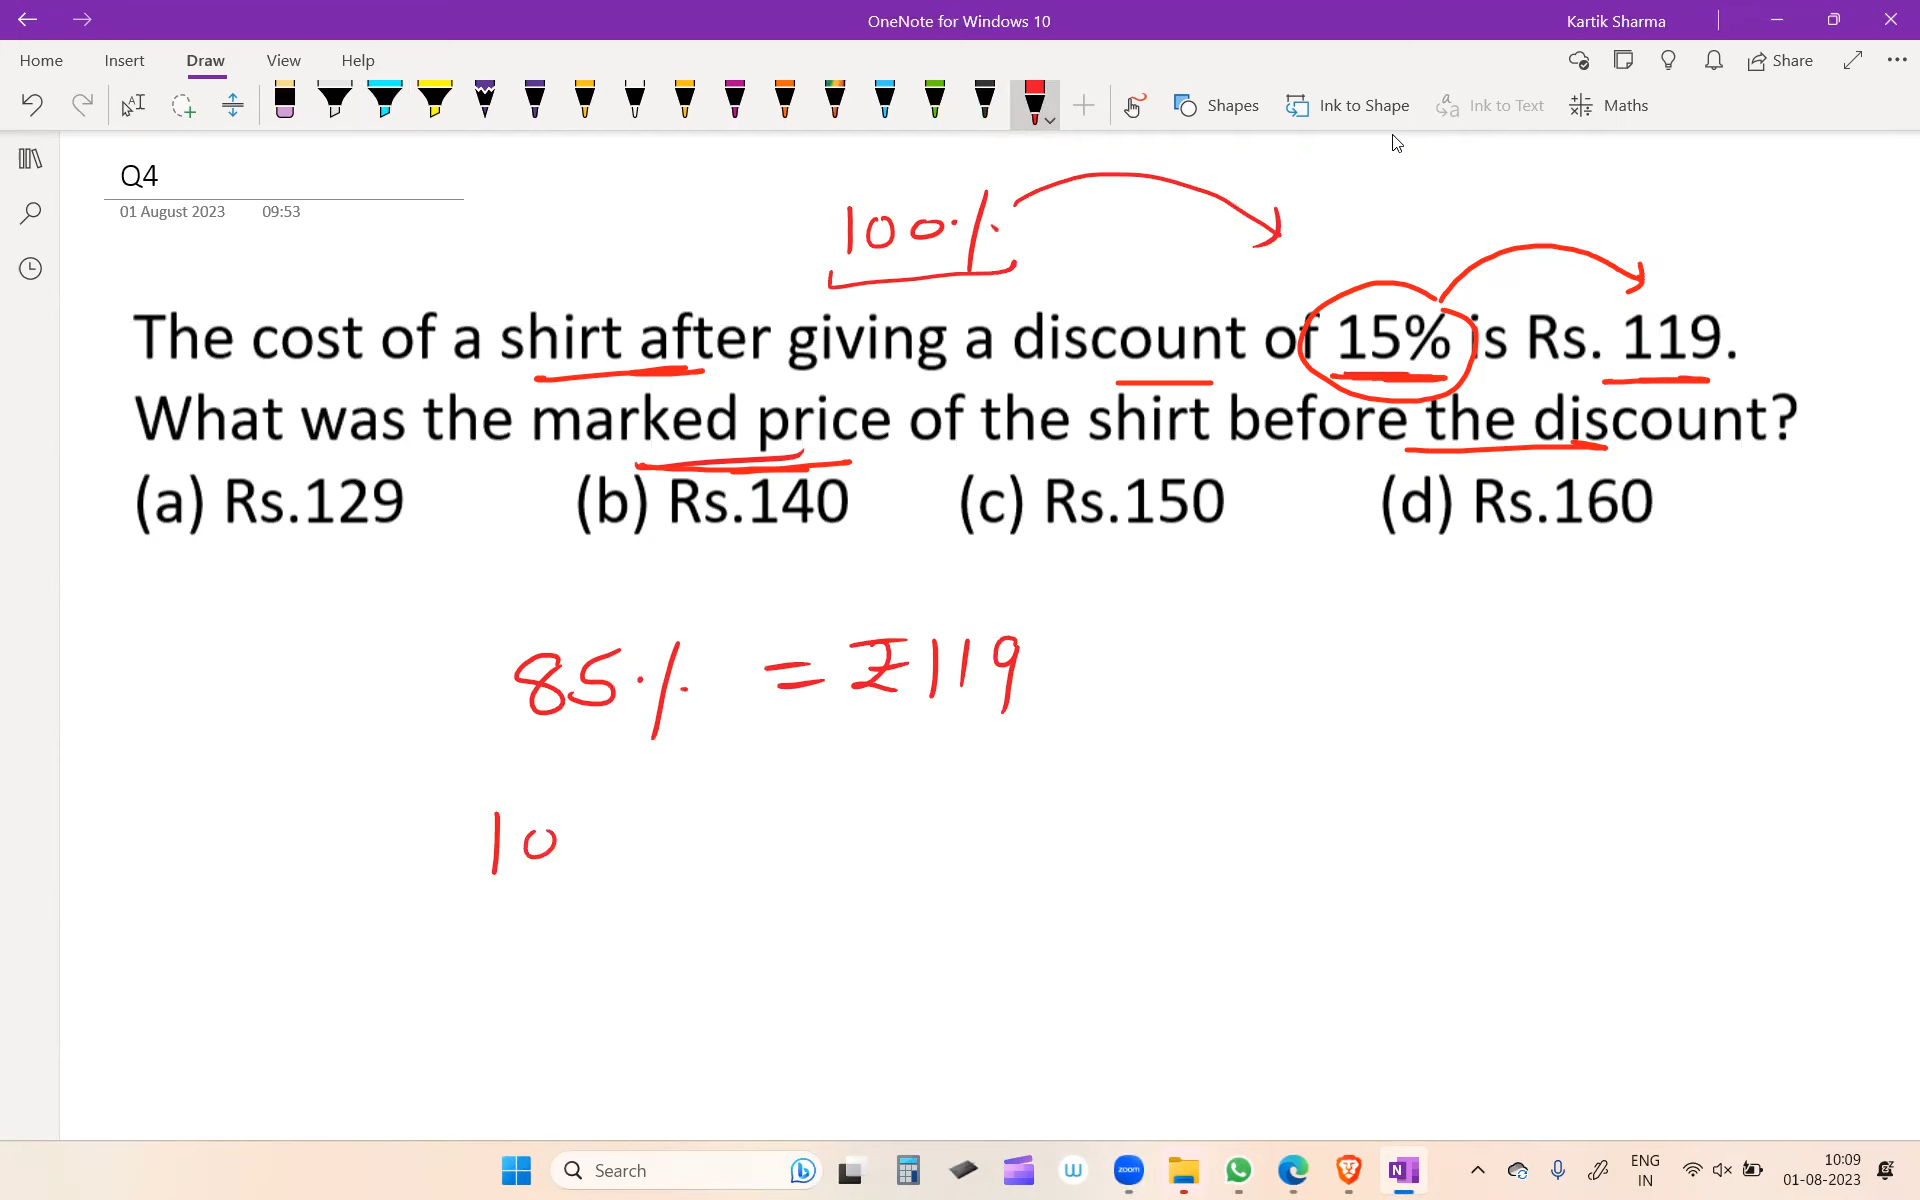 OneNote for Windows 10
Kartik Sharma
Home Insert Draw View Help
Share
Shapes Ink to Shape Ink to Text Maths
Q4
01 August 2023 09:53
100%
The cost of a shirt after giving a discount of 15% is Rs. 119.
What was the marked price of the shirt before the discount?
(a) Rs.129 (b) Rs.140 (c) Rs.150 (d) Rs.160
85% = ₹119
10
Search
zoom
ENG
IN
10:09
01-08-2023